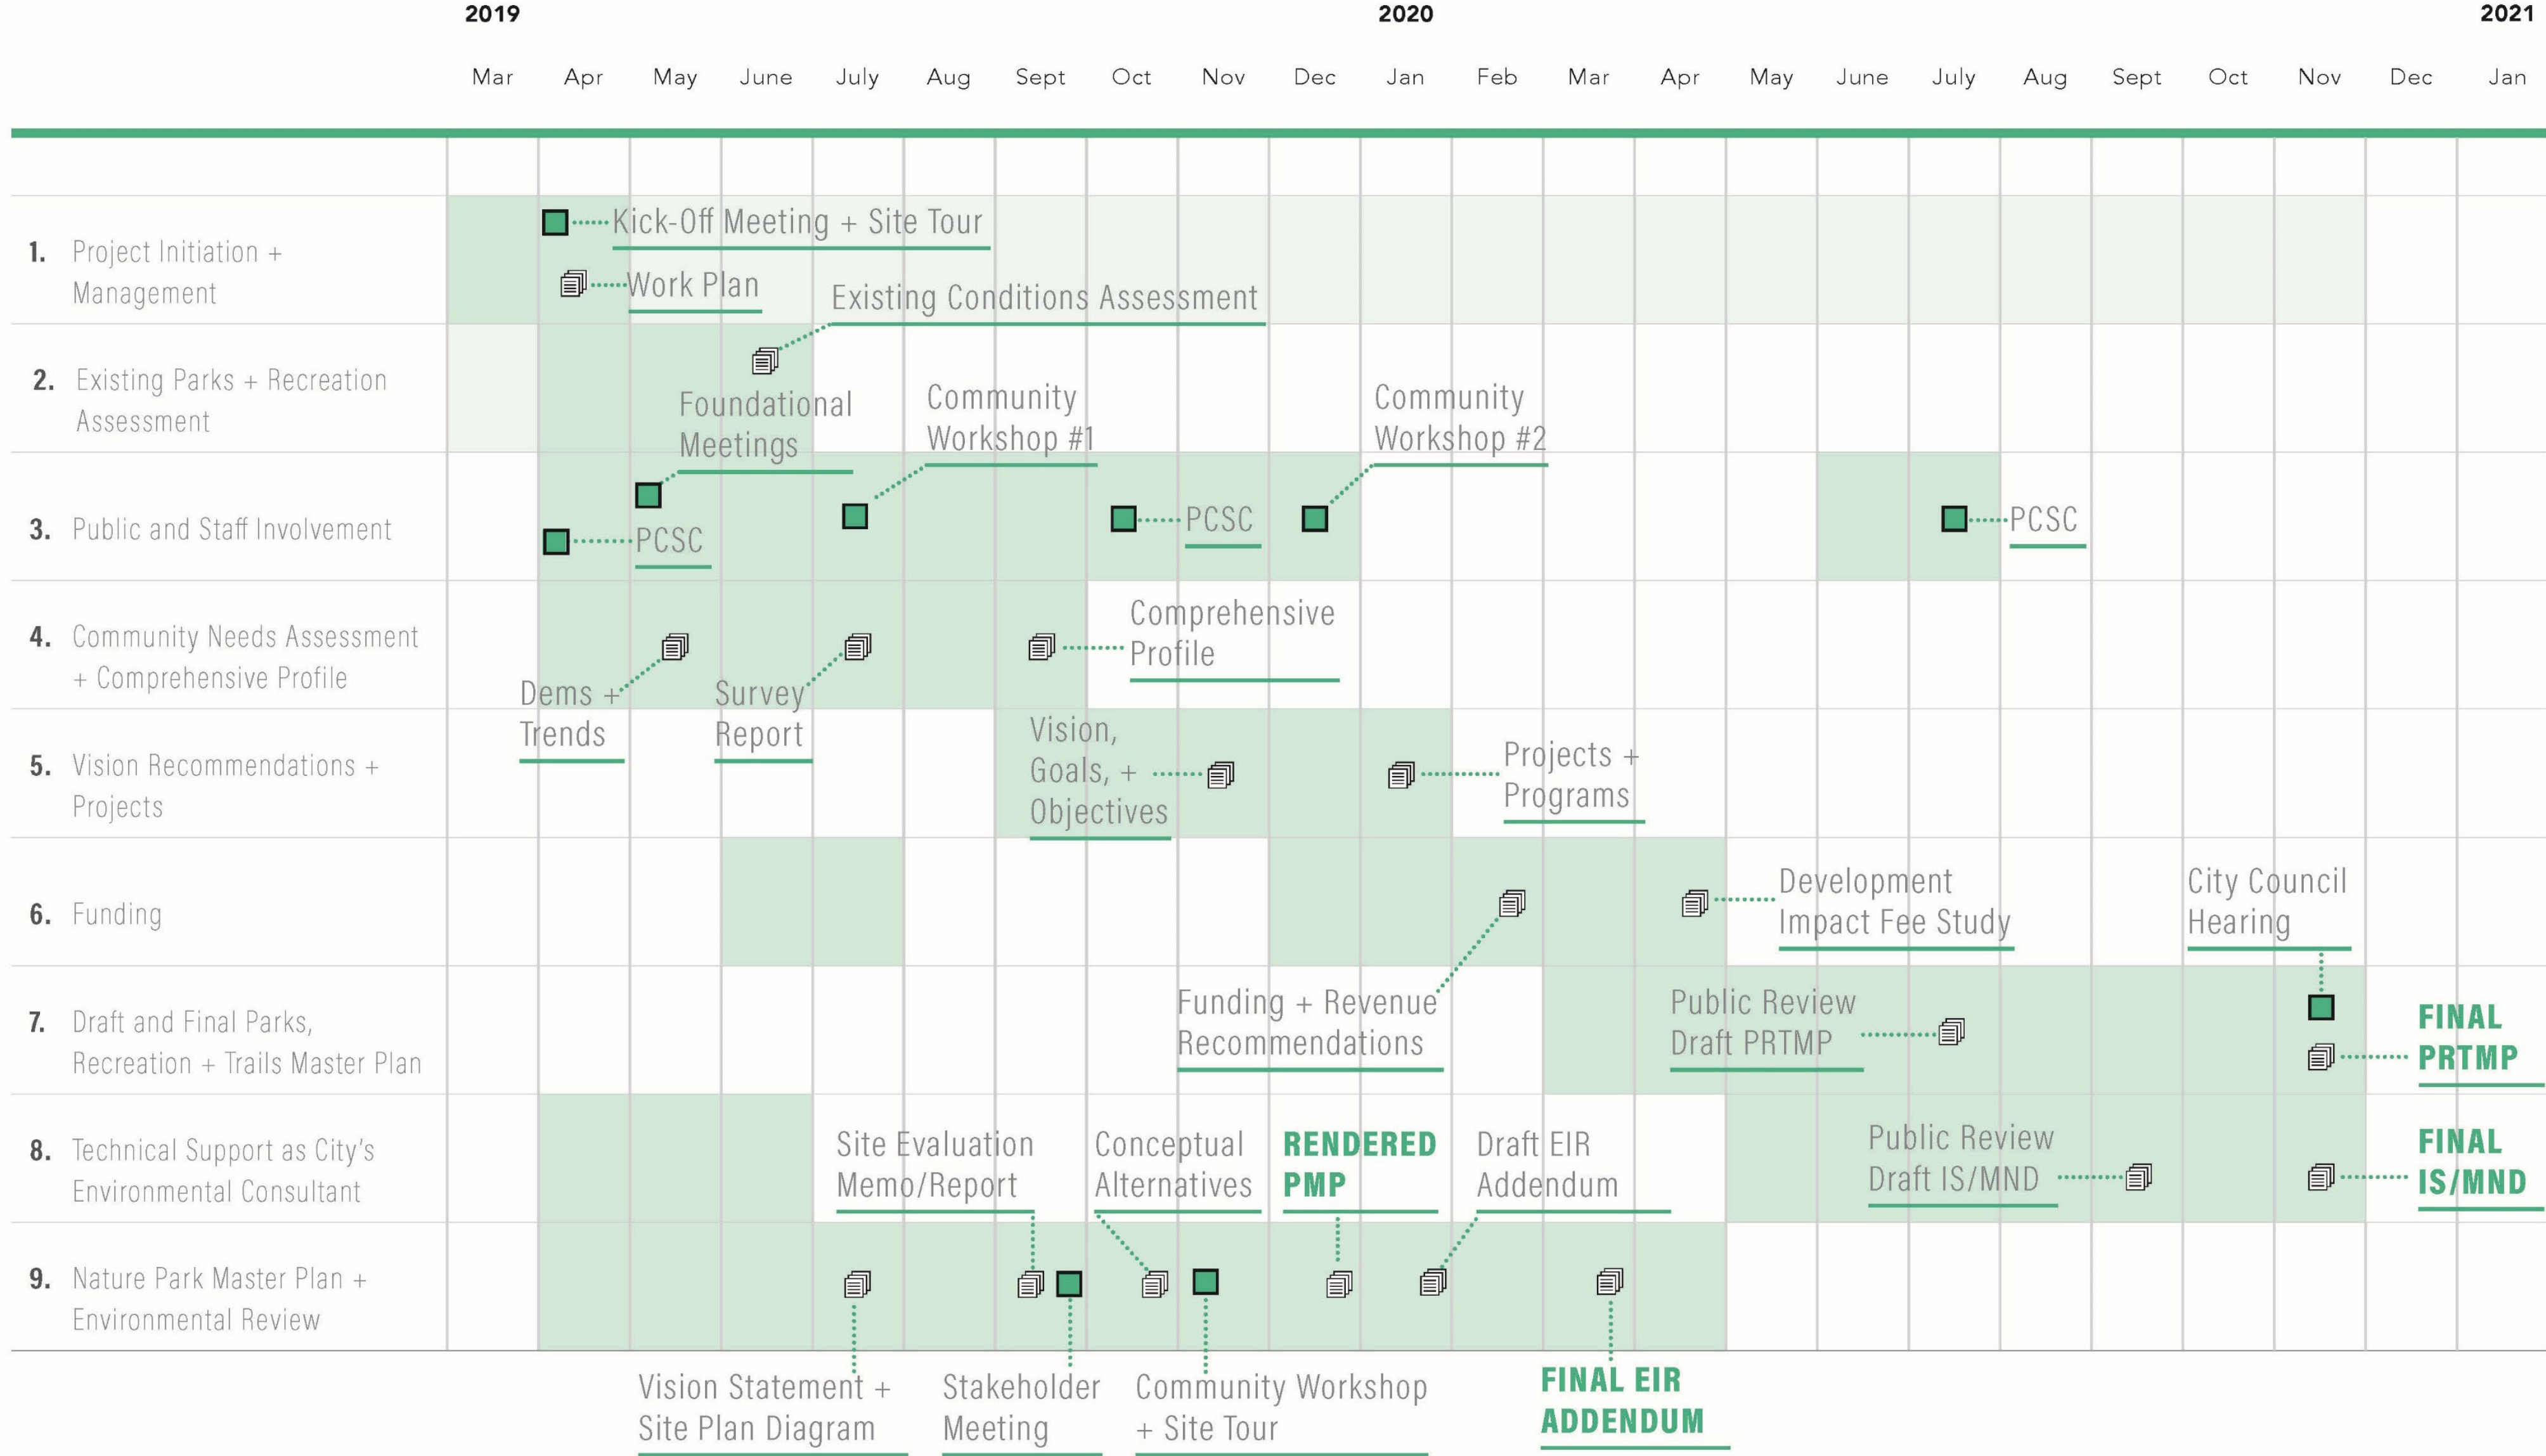 2019 2020 2021
Mar Apr May June July Aug Sept Oct Nov Dec Jan Feb Mar Apr May June July Aug Sept Oct Nov Dec Jan
1. Project Initiation +
Management
Kick-Off Meeting + Site Tour
Work Plan
Existing Conditions Assessment
2. Existing Parks + Recreation
Assessment
Foundational
Meetings
Community
Workshop #1
Community
Workshop #2
3. Public and Staff Involvement
PCSC
PCSC
PCSC
4. Community Needs Assessment
+ Comprehensive Profile
Dems +
Trends
Survey
Report
Comprehensive
Profile
5. Vision Recommendations +
Projects
Vision,
Goals, +
Objectives
Projects +
Programs
6. Funding
Development
Impact Fee Study
City Council
Hearing
7. Draft and Final Parks,
Recreation + Trails Master Plan
Funding + Revenue
Recommendations
Public Review
Draft PRTMP
FINAL
PRTMP
8. Technical Support as City's
Environmental Consultant
Site Evaluation
Memo/Report
Conceptual
Alternatives
RENDERED
PMP
Draft EIR
Addendum
Public Review
Draft IS/MND
FINAL
IS/MND
9. Nature Park Master Plan +
Environmental Review
Vision Statement +
Site Plan Diagram
Stakeholder
Meeting
Community Workshop
+ Site Tour
FINAL EIR
ADDENDUM